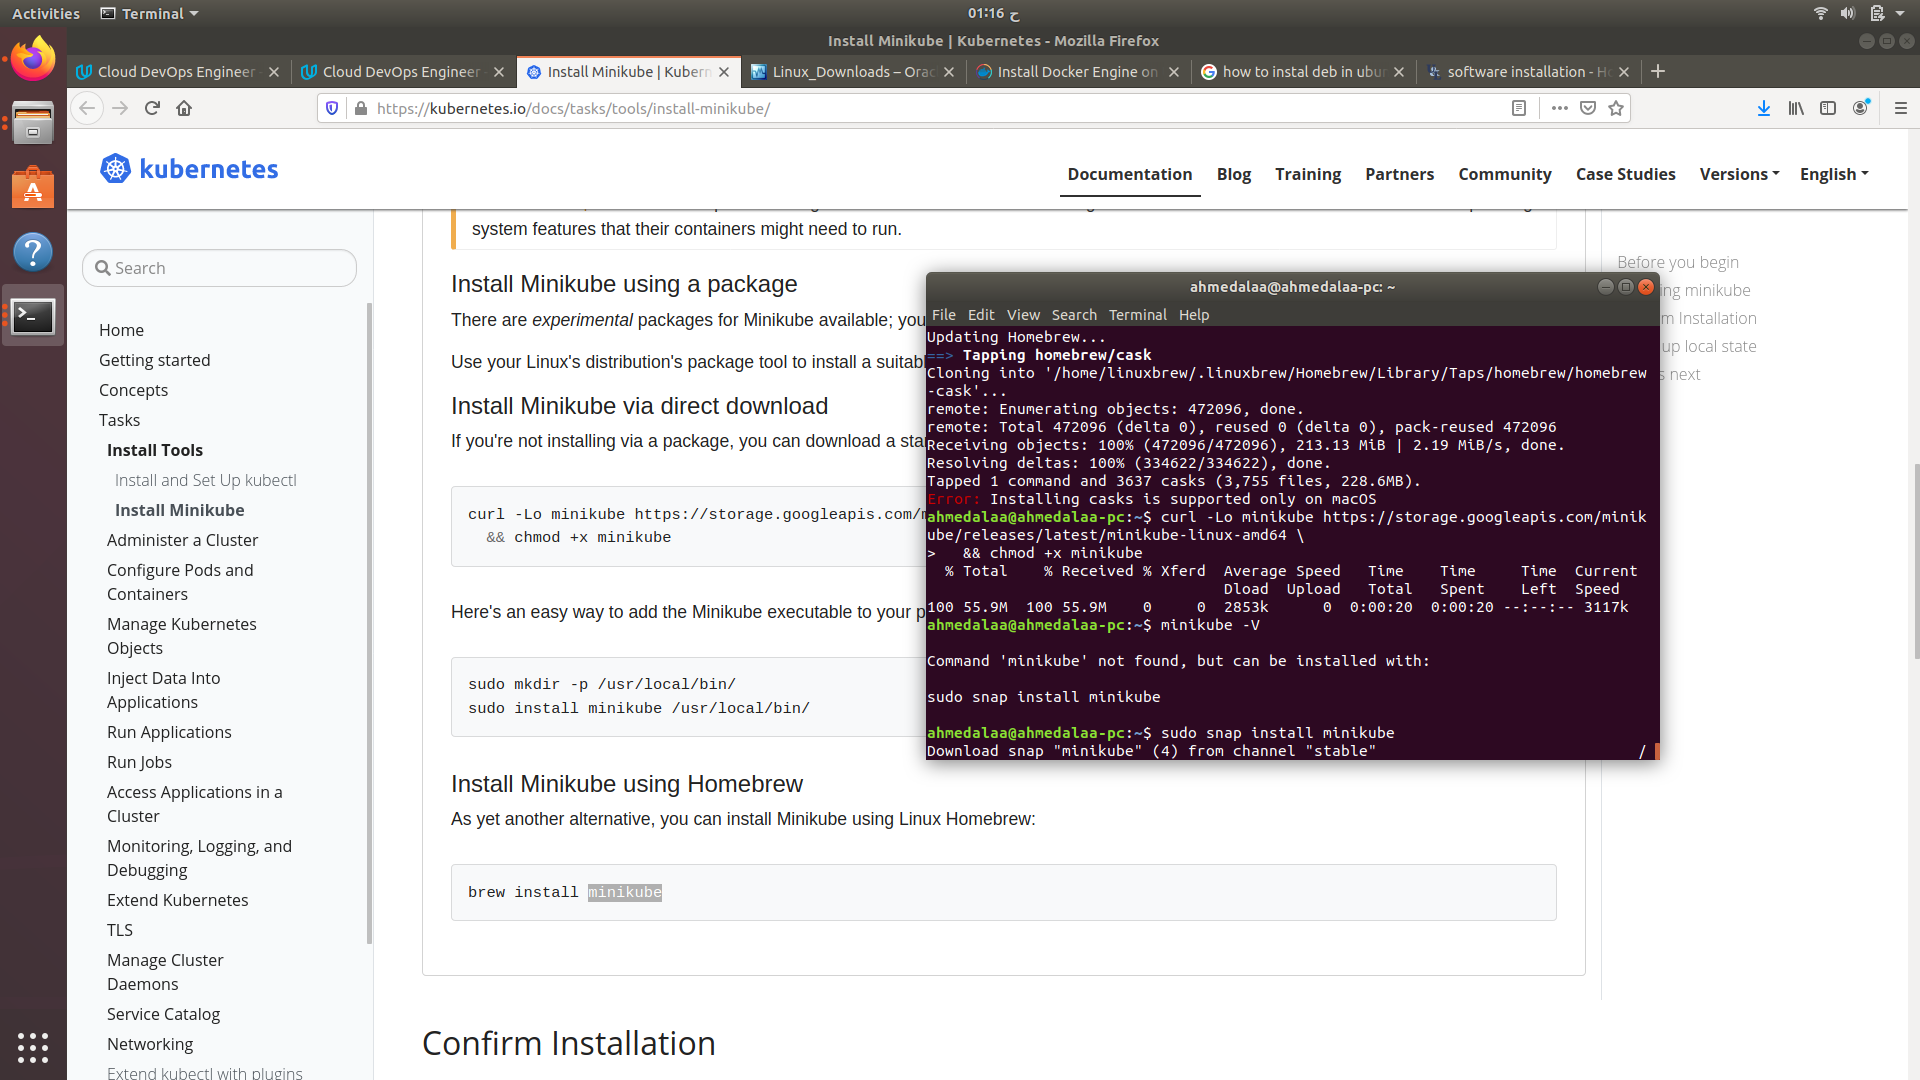 Activities
Terminal
01:16 ح
Install Minikube | Kubernetes - Mozilla Firefox
Cloud DevOps Engineer -
Cloud DevOps Engineer -
Install Minikube | Kubern
Linux_Downloads – Orac
Install Docker Engine on
how to instal deb in ubu
software installation - Ho
https://kubernetes.io/docs/tasks/tools/install-minikube/
kubernetes
Documentation
Blog
Training
Partners
Community
Case Studies
Versions
English
Search
Home
Getting started
Concepts
Tasks
Install Tools
Install and Set Up kubectl
Install Minikube
Administer a Cluster
Configure Pods and
Containers
Manage Kubernetes
Objects
Inject Data Into
Applications
Run Applications
Run Jobs
Access Applications in a
Cluster
Monitoring, Logging, and
Debugging
Extend Kubernetes
TLS
Manage Cluster
Daemons
Service Catalog
Networking
Extend kubectl with plugins
system features that their containers might need to run.
Install Minikube using a package
There are experimental packages for Minikube available; you
Use your Linux's distribution's package tool to install a suitab
Install Minikube via direct download
If you're not installing via a package, you can download a sta
curl -Lo minikube https://storage.googleapis.com/m
&& chmod +x minikube
Here's an easy way to add the Minikube executable to your p
sudo mkdir -p /usr/local/bin/
sudo install minikube /usr/local/bin/
Install Minikube using Homebrew
As yet another alternative, you can install Minikube using Linux Homebrew:
brew install minikube
Confirm Installation
Before you begin
ing minikube
m Installation
up local state
s next
ahmedalaa@ahmedalaa-pc: ~
File Edit View Search Terminal Help
Updating Homebrew...
==> Tapping homebrew/cask
Cloning into '/home/linuxbrew/.linuxbrew/Homebrew/Library/Taps/homebrew/homebrew
-cask'...
remote: Enumerating objects: 472096, done.
remote: Total 472096 (delta 0), reused 0 (delta 0), pack-reused 472096
Receiving objects: 100% (472096/472096), 213.13 MiB | 2.19 MiB/s, done.
Resolving deltas: 100% (334622/334622), done.
Tapped 1 command and 3637 casks (3,755 files, 228.6MB).
Error: Installing casks is supported only on macOS
ahmedalaa@ahmedalaa-pc:~$ curl -Lo minikube https://storage.googleapis.com/minik
ube/releases/latest/minikube-linux-amd64 \
>   && chmod +x minikube
% Total    % Received % Xferd  Average Speed   Time    Time     Time  Current
Dload  Upload   Total   Spent    Left  Speed
100 55.9M  100 55.9M    0     0  2853k      0  0:00:20  0:00:20 --:--:-- 3117k
ahmedalaa@ahmedalaa-pc:~$ minikube -V
Command 'minikube' not found, but can be installed with:
sudo snap install minikube
ahmedalaa@ahmedalaa-pc:~$ sudo snap install minikube
Download snap "minikube" (4) from channel "stable" /